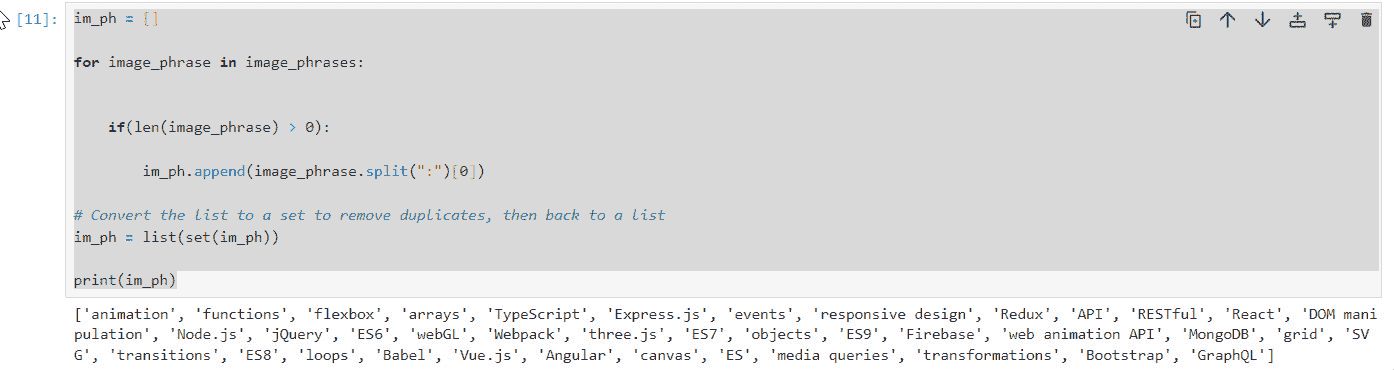 [11]:
im_ph = []
for image_phrase in image_phrases:
if(len(image_phrase) > 0):
im_ph.append(image_phrase.split(":")[0])
# Convert the list to a set to remove duplicates, then back to a list
im_ph = list(set(im_ph))
print(im_ph)
['animation', 'functions', 'flexbox', 'arrays', 'TypeScript', 'Express.js', 'events', 'responsive design', 'Redux', 'API', 'RESTful', 'React', 'DOM mani
pulation', 'Node.js', 'jQuery', 'ES6', 'webGL', 'Webpack', 'three.js', 'ES7', 'objects', 'ES9', 'Firebase', 'web animation API', 'MongoDB', 'grid', 'SV
G', 'transitions', 'ES8', 'loops', 'Babel', 'Vue.js', 'Angular', 'canvas', 'ES', 'media queries', 'transformations', 'Bootstrap', 'GraphQL']